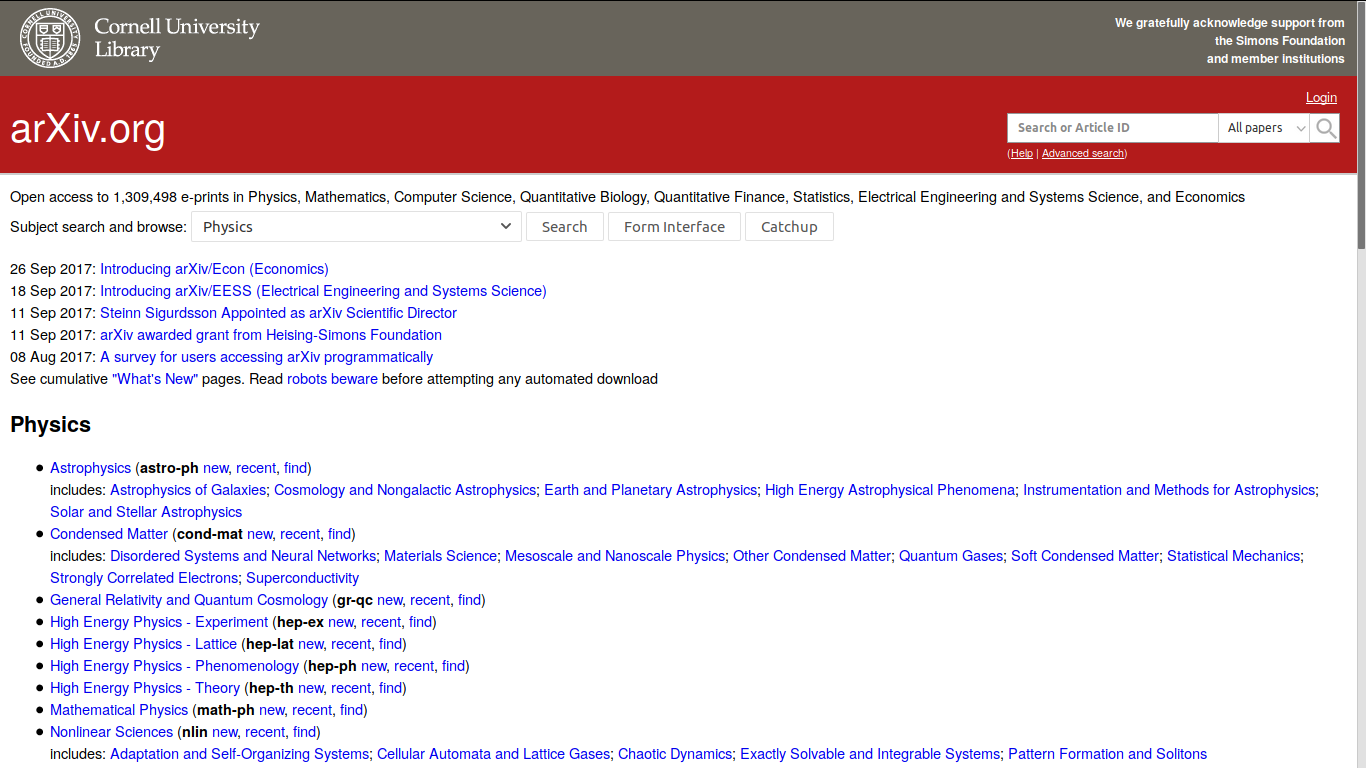 Cornell University
Library
We gratefully acknowledge support from
the Simons Foundation
and member institutions
Login
arXiv.org
Search or Article ID
All papers
(Help | Advanced search)
Open access to 1,309,498 e-prints in Physics, Mathematics, Computer Science, Quantitative Biology, Quantitative Finance, Statistics, Electrical Engineering and Systems Science, and Economics
Subject search and browse: Physics Search Form Interface Catchup
26 Sep 2017: Introducing arXiv/Econ (Economics)
18 Sep 2017: Introducing arXiv/EESS (Electrical Engineering and Systems Science)
11 Sep 2017: Steinn Sigurdsson Appointed as arXiv Scientific Director
11 Sep 2017: arXiv awarded grant from Heising-Simons Foundation
08 Aug 2017: A survey for users accessing arXiv programmatically
See cumulative "What's New" pages. Read robots beware before attempting any automated download
Physics
• Astrophysics (astro-ph new, recent, find)
includes: Astrophysics of Galaxies; Cosmology and Nongalactic Astrophysics; Earth and Planetary Astrophysics; High Energy Astrophysical Phenomena; Instrumentation and Methods for Astrophysics;
Solar and Stellar Astrophysics
• Condensed Matter (cond-mat new, recent, find)
includes: Disordered Systems and Neural Networks; Materials Science; Mesoscale and Nanoscale Physics; Other Condensed Matter; Quantum Gases; Soft Condensed Matter; Statistical Mechanics;
Strongly Correlated Electrons; Superconductivity
• General Relativity and Quantum Cosmology (gr-qc new, recent, find)
• High Energy Physics - Experiment (hep-ex new, recent, find)
• High Energy Physics - Lattice (hep-lat new, recent, find)
• High Energy Physics - Phenomenology (hep-ph new, recent, find)
• High Energy Physics - Theory (hep-th new, recent, find)
• Mathematical Physics (math-ph new, recent, find)
• Nonlinear Sciences (nlin new, recent, find)
includes: Adaptation and Self-Organizing Systems; Cellular Automata and Lattice Gases; Chaotic Dynamics; Exactly Solvable and Integrable Systems; Pattern Formation and Solitons